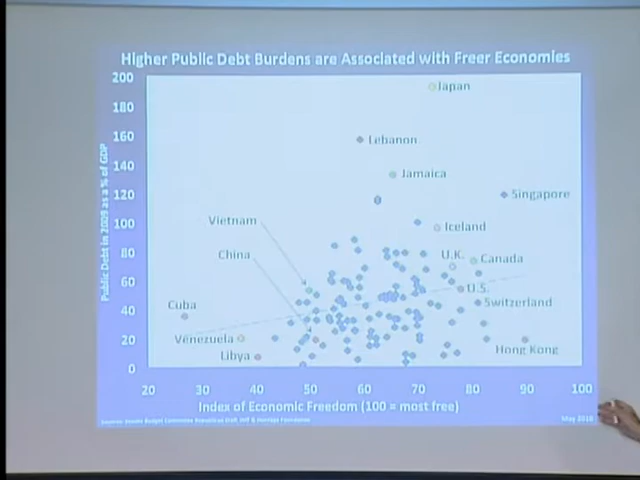 Higher Public Debt Burdens are Associated with Freer Economies
Public Debt in 2009 as a % of GDP
200
180
160
140
120
100
80
60
40
20
0
Japan
Lebanon
Jamaica
Singapore
Vietnam
Iceland
China
U.K.
Canada
U.S.
Cuba
Switzerland
Venezuela
Libya
Hong Kong
20 30 40 50 60 70 80 90 100
Index of Economic Freedom (100 = most free)
May 2010